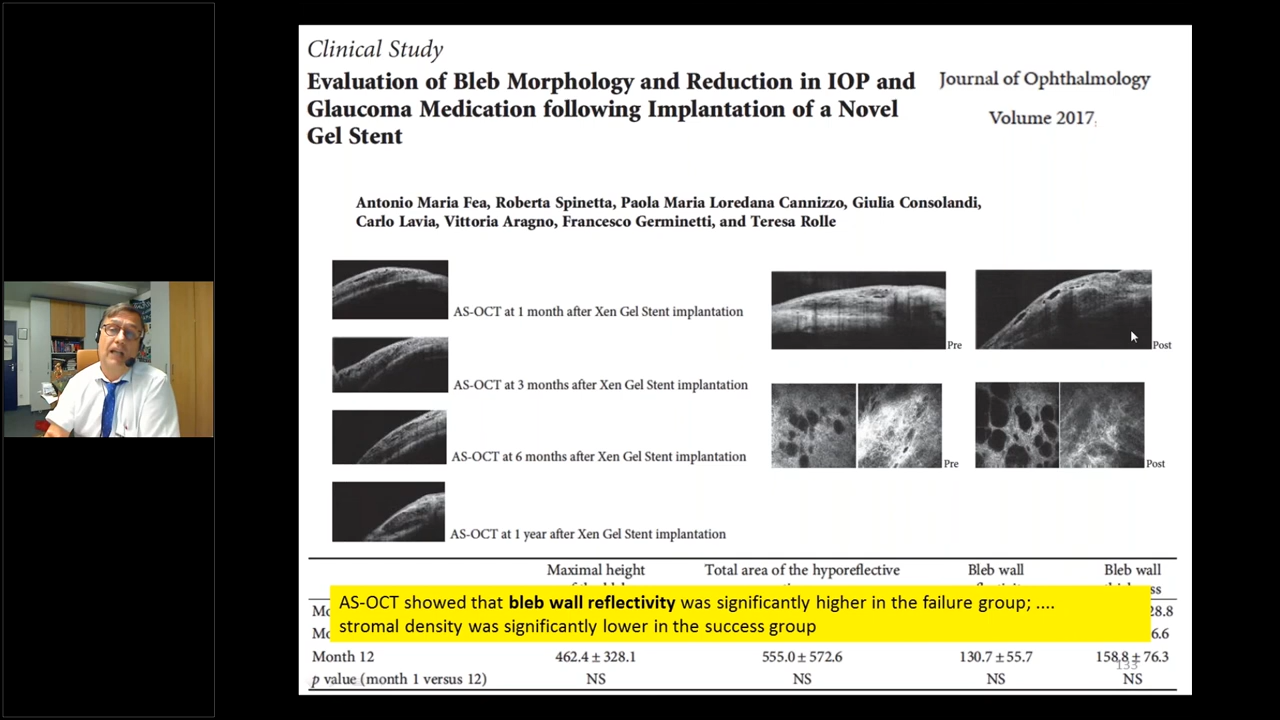 Clinical Study
Evaluation of Bleb Morphology and Reduction in IOP and
Glaucoma Medication following Implantation of a Novel
Gel Stent
Journal of Ophthalmology
Volume 2017
Antonio Maria Fea, Roberta Spinetta, Paola Maria Loredana Cannizzo, Giulia Consolandi,
Carlo Lavia, Vittoria Aragno, Francesco Germinetti, and Teresa Rolle
AS-OCT at 1 month after Xen Gel Stent implantation
AS-OCT at 3 months after Xen Gel Stent implantation
AS-OCT at 6 months after Xen Gel Stent implantation
AS-OCT at 1 year after Xen Gel Stent implantation
Pre
Post
Pre
Post
Maximal height Total area of the hyporeflective Bleb wall Bleb wall
AS-OCT showed that bleb wall reflectivity was significantly higher in the failure group; ....
stromal density was significantly lower in the success group
28.8
6.6
Month 12 462.4 ± 328.1 555.0 ± 572.6 130.7 ± 55.7 158.8 ± 76.3
133
p value (month 1 versus 12) NS NS NS NS